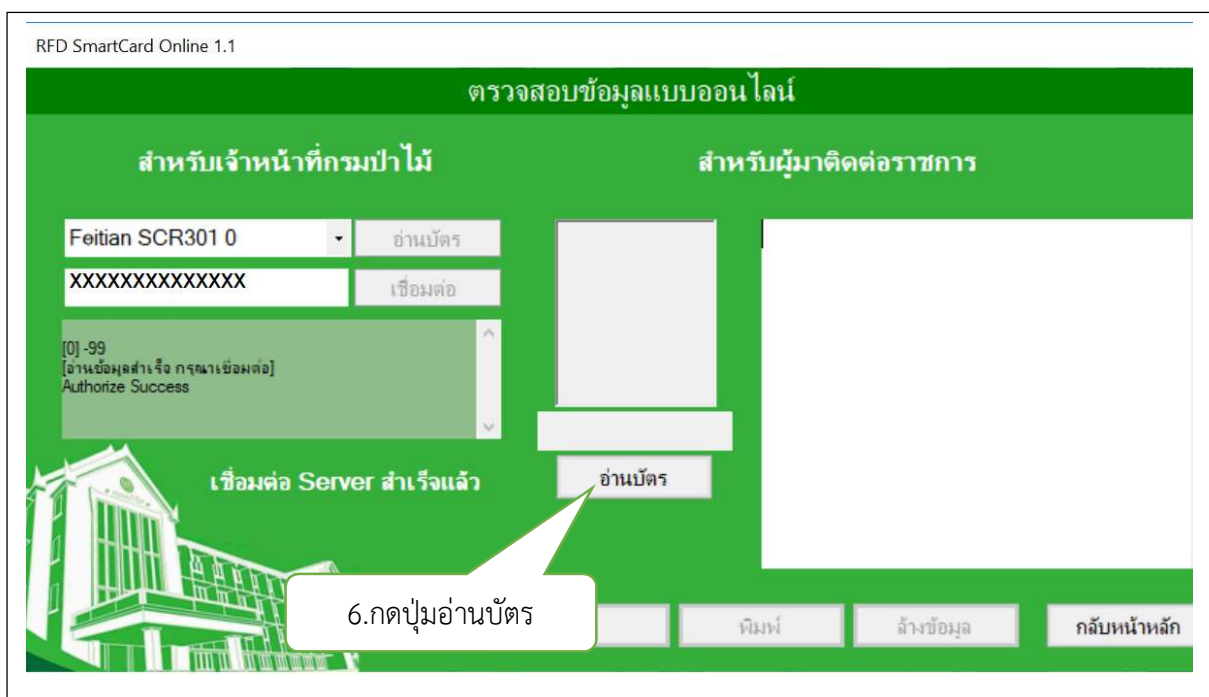 RFD SmartCard Online 1.1
ตรวจสอบข้อมูลแบบออนไลน์
สำหรับเจ้าหน้าที่กรมป่าไม้
สำหรับผู้มาติดต่อราชการ
Feitian SCR301 0
อ่านบัตร
XXXXXXXXXXXXXX
เชื่อมต่อ
[0] -99
[อ่านข้อมูลสำเร็จ กรุณาเชื่อมต่อ]
Authorize Success
เชื่อมต่อ Server สำเร็จแล้ว
อ่านบัตร
6.กดปุ่มอ่านบัตร
พิมพ์
ล้างข้อมูล
กลับหน้าหลัก